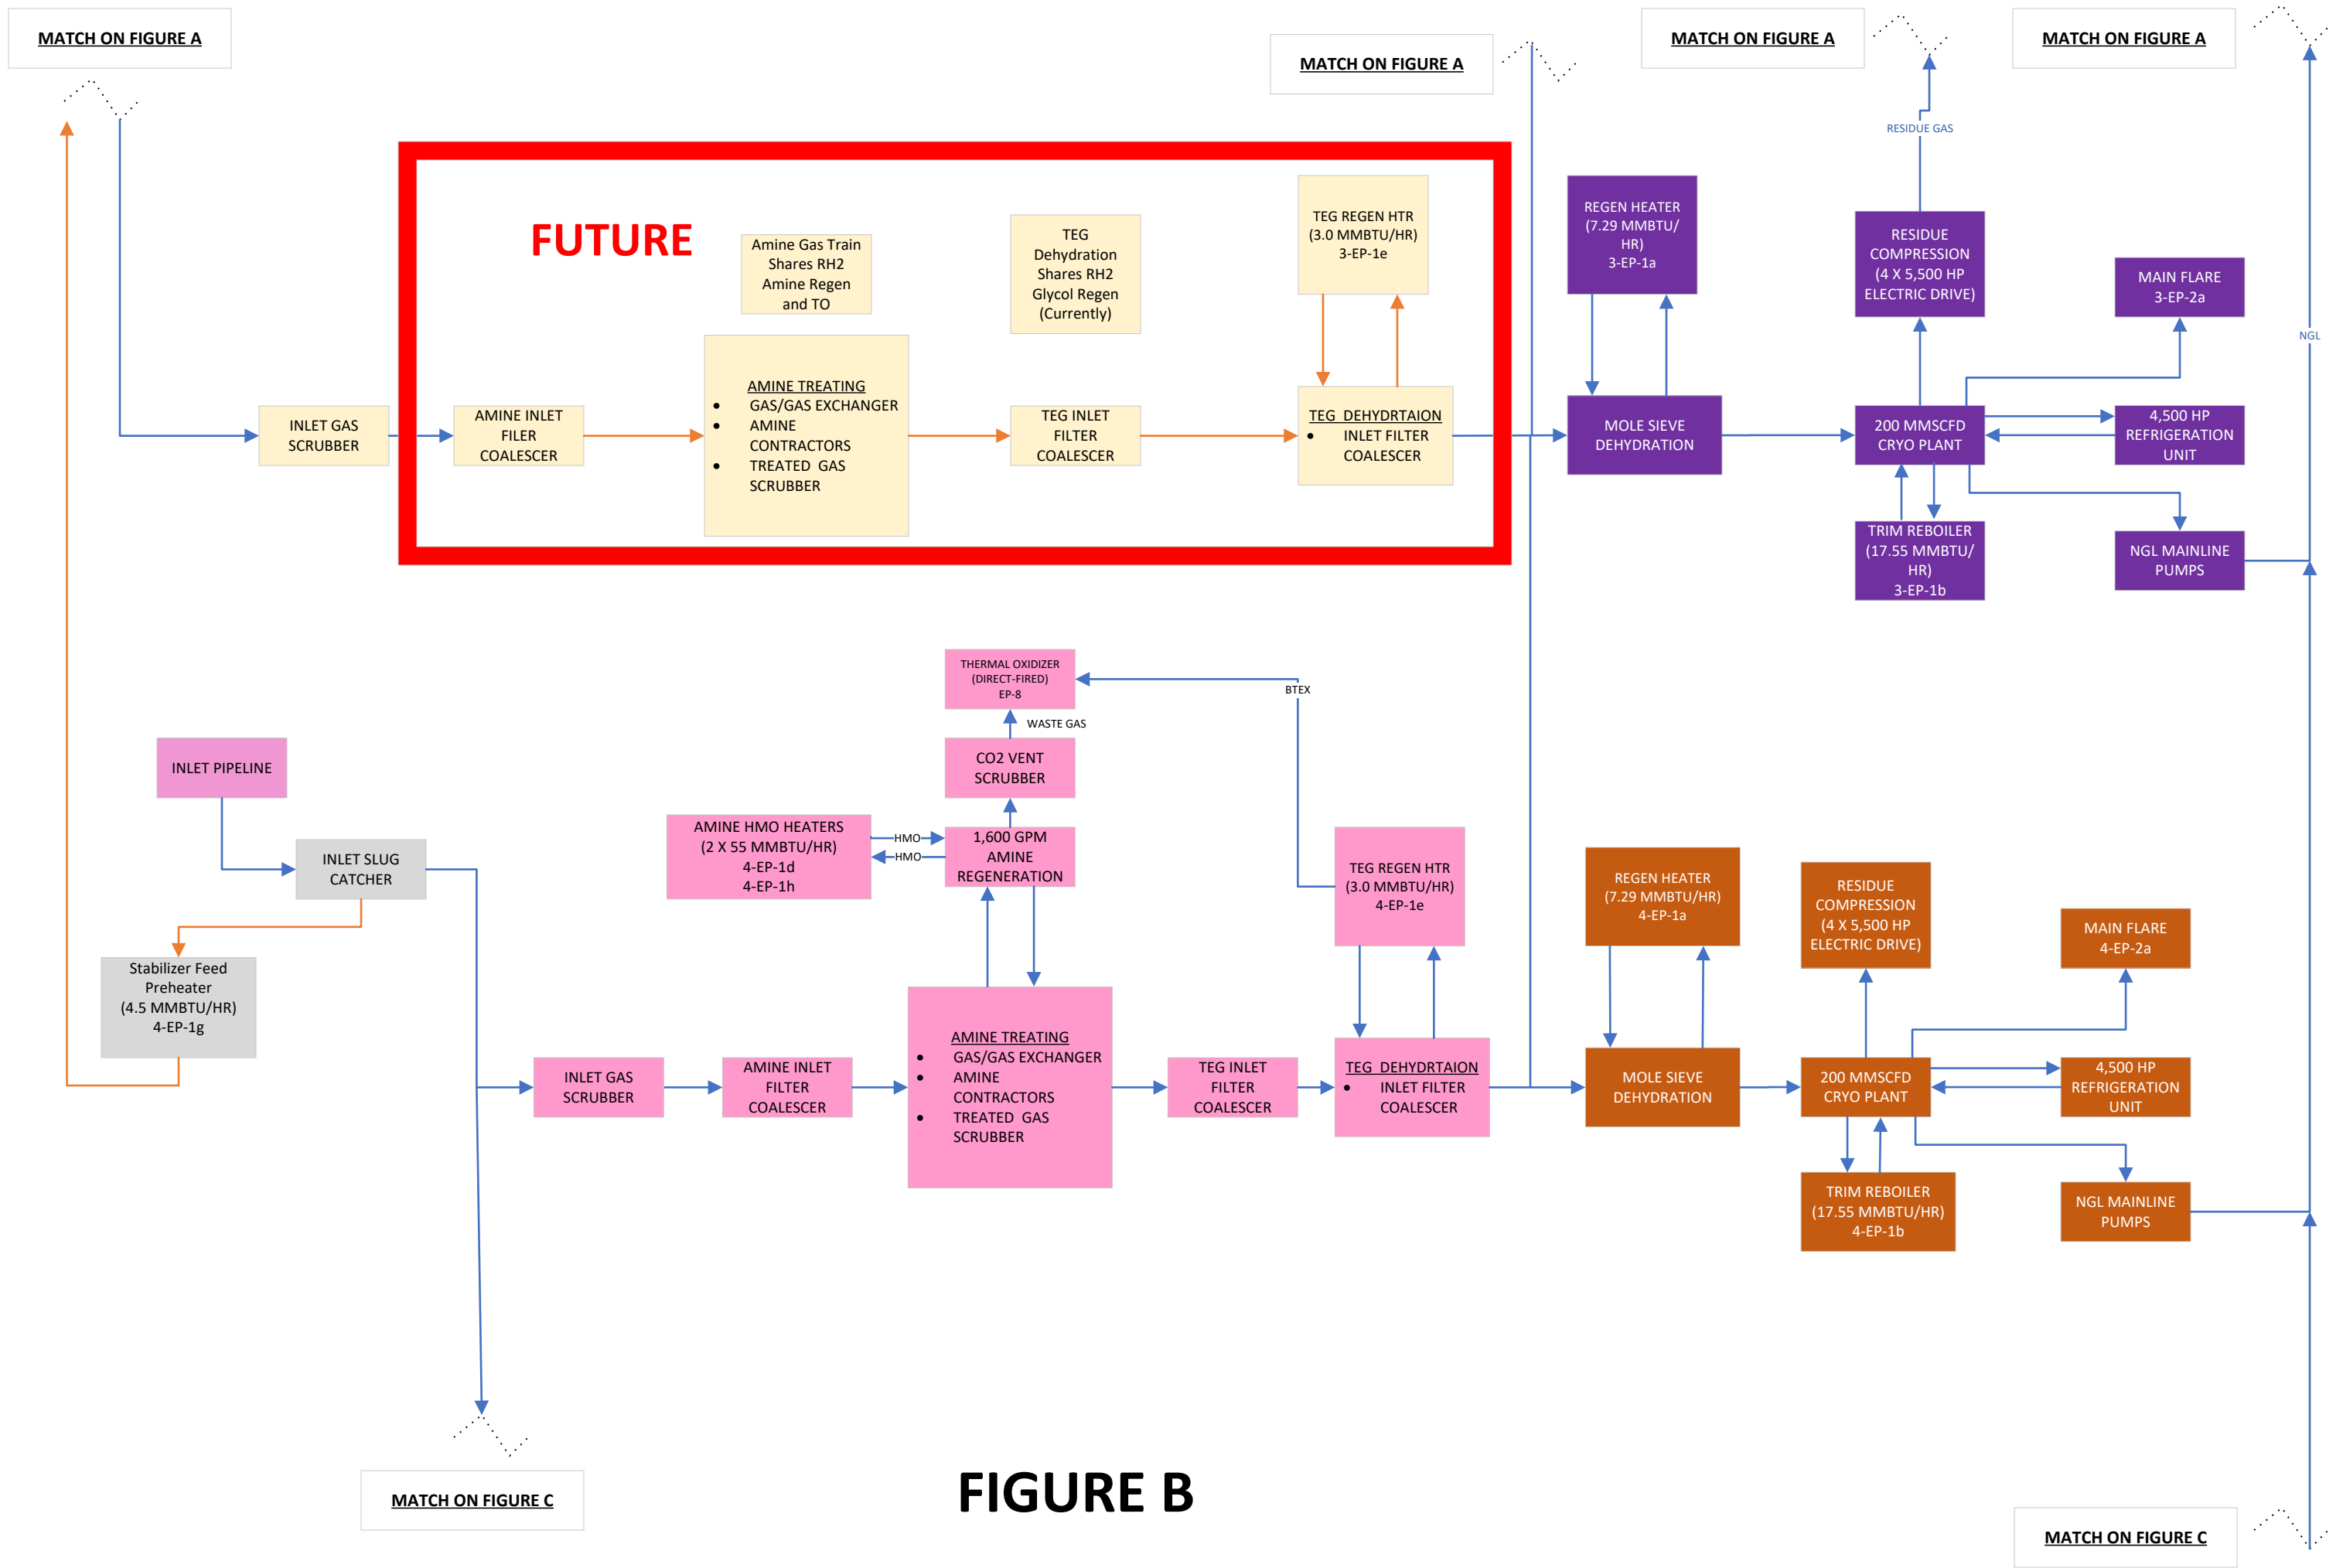 MATCH ON FIGURE A
MATCH ON FIGURE A
MATCH ON FIGURE A
MATCH ON FIGURE A
RESIDUE GAS
NGL
FUTURE
Amine Gas Train
Shares RH2
Amine Regen
and TO
TEG
Dehydration
Shares RH2
Glycol Regen
(Currently)
TEG REGEN HTR
(3.0 MMBTU/HR)
3-EP-1e
REGEN HEATER
(7.29 MMBTU/
HR)
3-EP-1a
RESIDUE
COMPRESSION
(4 X 5,500 HP
ELECTRIC DRIVE)
MAIN FLARE
3-EP-2a
INLET GAS
SCRUBBER
AMINE INLET
FILER
COALESCER
AMINE TREATING
• GAS/GAS EXCHANGER
• AMINE
CONTRACTORS
• TREATED GAS
SCRUBBER
TEG INLET
FILTER
COALESCER
TEG DEHYDRTAION
• INLET FILTER
COALESCER
MOLE SIEVE
DEHYDRATION
200 MMSCFD
CRYO PLANT
4,500 HP
REFRIGERATION
UNIT
TRIM REBOILER
(17.55 MMBTU/
HR)
3-EP-1b
NGL MAINLINE
PUMPS
THERMAL OXIDIZER
(DIRECT-FIRED)
EP-8
BTEX
WASTE GAS
INLET PIPELINE
CO2 VENT
SCRUBBER
AMINE HMO HEATERS
(2 X 55 MMBTU/HR)
4-EP-1d
4-EP-1h
HMO
HMO
1,600 GPM
AMINE
REGENERATION
INLET SLUG
CATCHER
TEG REGEN HTR
(3.0 MMBTU/HR)
4-EP-1e
REGEN HEATER
(7.29 MMBTU/HR)
4-EP-1a
RESIDUE
COMPRESSION
(4 X 5,500 HP
ELECTRIC DRIVE)
MAIN FLARE
4-EP-2a
Stabilizer Feed
Preheater
(4.5 MMBTU/HR)
4-EP-1g
INLET GAS
SCRUBBER
AMINE INLET
FILTER
COALESCER
AMINE TREATING
• GAS/GAS EXCHANGER
• AMINE
CONTRACTORS
• TREATED GAS
SCRUBBER
TEG INLET
FILTER
COALESCER
TEG DEHYDRTAION
• INLET FILTER
COALESCER
MOLE SIEVE
DEHYDRATION
200 MMSCFD
CRYO PLANT
4,500 HP
REFRIGERATION
UNIT
TRIM REBOILER
(17.55 MMBTU/HR)
4-EP-1b
NGL MAINLINE
PUMPS
MATCH ON FIGURE C
FIGURE B
MATCH ON FIGURE C